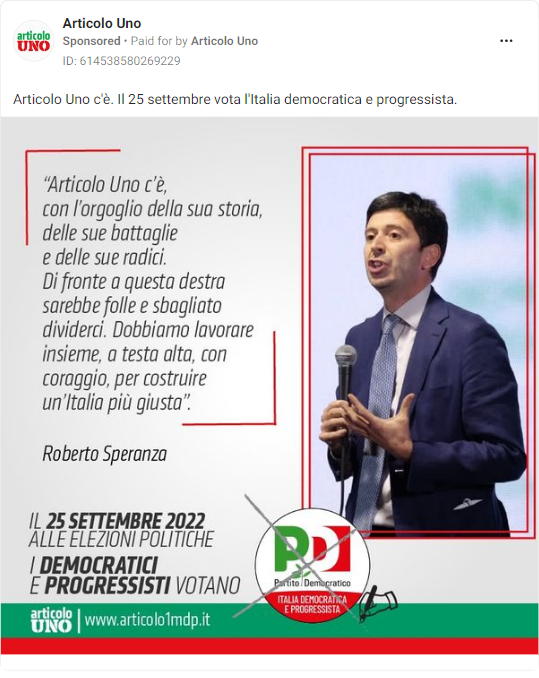 Articolo Uno
Sponsored • Paid for by Articolo Uno
ID: 614538580269229
Articolo Uno c'è. Il 25 settembre vota l'Italia democratica e progressista.
“Articolo Uno c'è,
con l'orgoglio della sua storia,
delle sue battaglie
e delle sue radici.
Di fronte a questa destra
sarebbe folle e sbagliato
dividerci. Dobbiamo lavorare
insieme, a testa alta, con
coraggio, per costruire
un'Italia più giusta”.
Roberto Speranza
IL 25 SETTEMBRE 2022
ALLE ELEZIONI POLITICHE
I DEMOCRATICI
E PROGRESSISTI VOTANO
PD
Partito Democratico
ITALIA DEMOCRATICA
E PROGRESSISTA
articolo
UNO
www.articolo1mdp.it